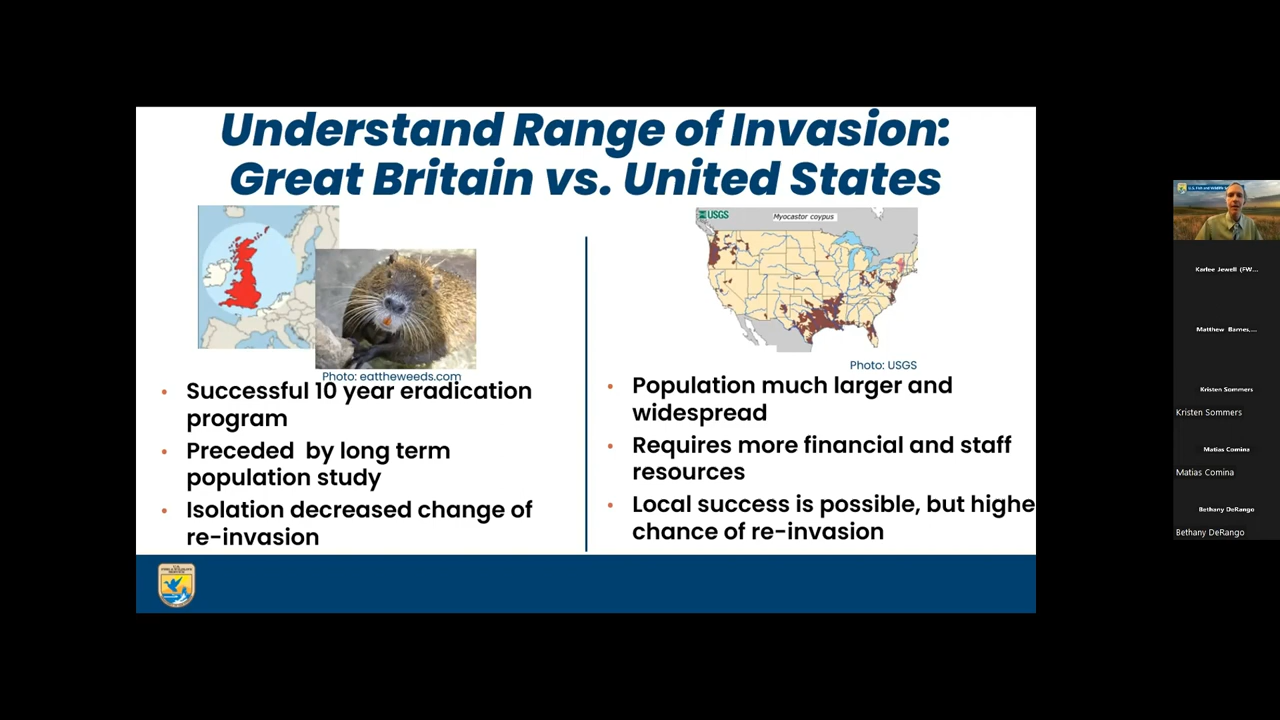 Understand Range of Invasion:
Great Britain vs. United States
USGS
Myocastor coypus
Photo: eattheweeds.com
Photo: USGS
• Successful 10 year eradication
program
• Preceded by long term
population study
• Isolation decreased change of
re-invasion
• Population much larger and
widespread
• Requires more financial and staff
resources
• Local success is possible, but highe
chance of re-invasion
Karlee Jewell (FW...
Matthew Barnes,...
Kristen Sommers
Kristen Sommers
Matias Comina
Matias Comina
Bethany DeRango
Bethany DeRango